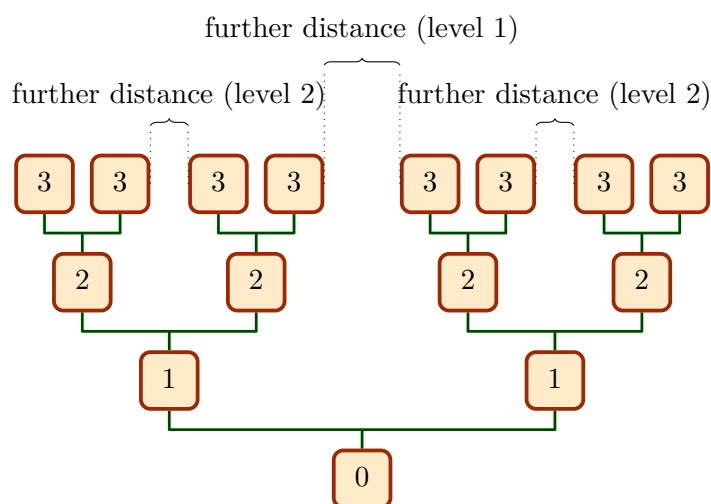 further distance (level 1)
further distance (level 2) further distance (level 2)
3 3 3 3 3 3 3 3
2 2 2 2
1 1
0